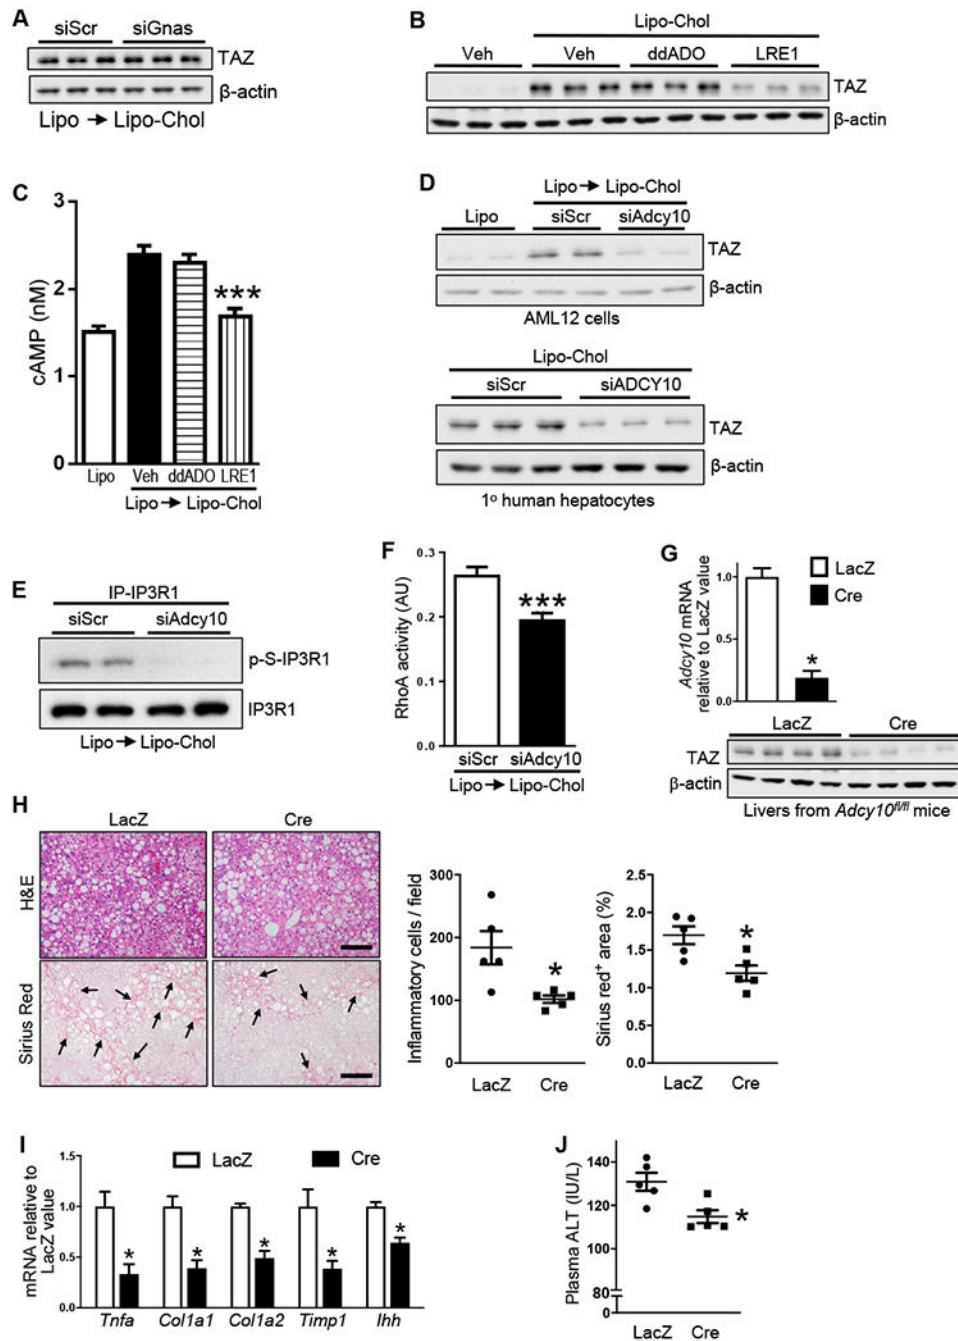 A
siScr siGnas
TAZ
β-actin
Lipo → Lipo-Chol
B
Lipo-Chol
Veh Veh ddADO LRE1
TAZ
β-actin
C
cAMP (nM)
3
2
1
0
***
Lipo Veh ddADO LRE1
Lipo → Lipo-Chol
D
Lipo → Lipo-Chol
Lipo siScr siAdcy10
TAZ
β-actin
AML12 cells
Lipo-Chol
siScr siADCY10
TAZ
β-actin
1º human hepatocytes
E
IP-IP3R1
siScr siAdcy10
p-S-IP3R1
IP3R1
Lipo → Lipo-Chol
F
RhoA activity (AU)
0.3
0.2
0.1
0.0
***
siScr siAdcy10
Lipo → Lipo-Chol
G
Adcy10 mRNA
relative to LacZ value
1.0
0.5
0.0
*
LacZ
Cre
LacZ Cre
TAZ
β-actin
Livers from Adcy10fl/fl mice
H
LacZ Cre
H&E
Sirius Red
Inflammatory cells / field
300
200
100
0
*
LacZ Cre
Sirius red+ area (%)
2.5
2.0
1.5
1.0
0.5
0.0
*
LacZ Cre
I
LacZ Cre
mRNA relative to
LacZ value
1.5
1.0
0.5
0.0
* * * * *
Tnfa Col1a1 Col1a2 Timp1 Ihh
J
Plasma ALT (IU/L)
140
120
100
80
0
*
LacZ Cre